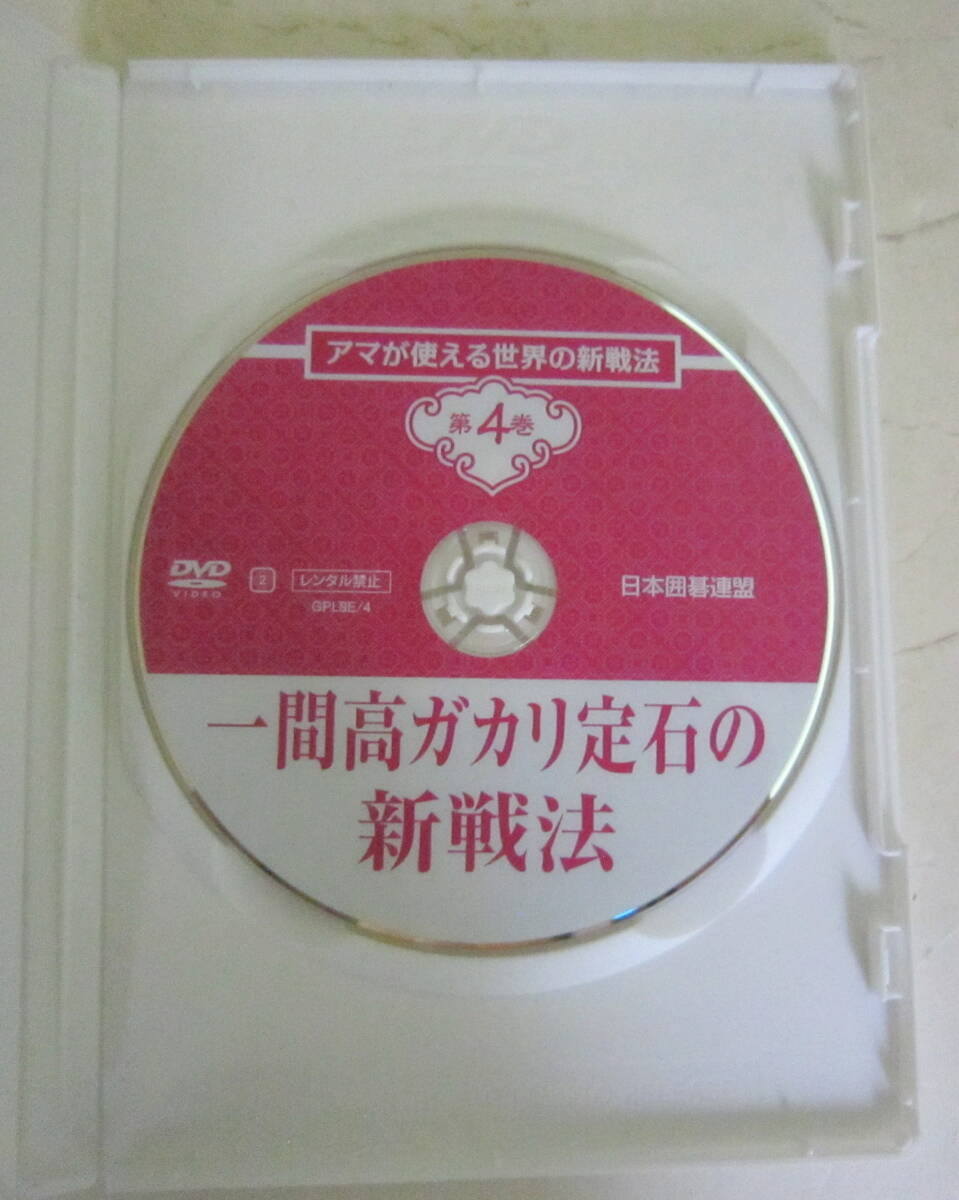 アマが使える世界の新戦法
第4巻
DVD
VIDEO
2
レンタル禁止
日本囲碁連盟
一間高ガカリ定石の
新戦法